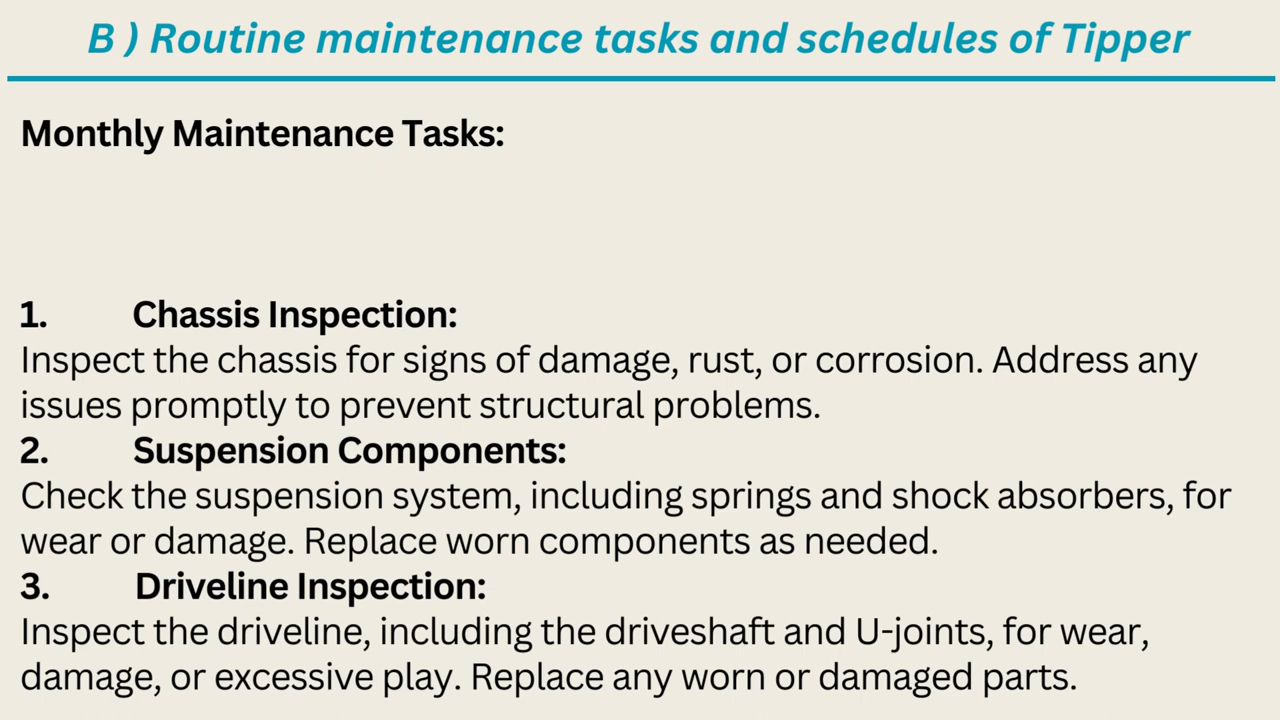 B ) Routine maintenance tasks and schedules of Tipper
Monthly Maintenance Tasks:
1. Chassis Inspection:
Inspect the chassis for signs of damage, rust, or corrosion. Address any
issues promptly to prevent structural problems.
2. Suspension Components:
Check the suspension system, including springs and shock absorbers, for
wear or damage. Replace worn components as needed.
3. Driveline Inspection:
Inspect the driveline, including the driveshaft and U-joints, for wear,
damage, or excessive play. Replace any worn or damaged parts.